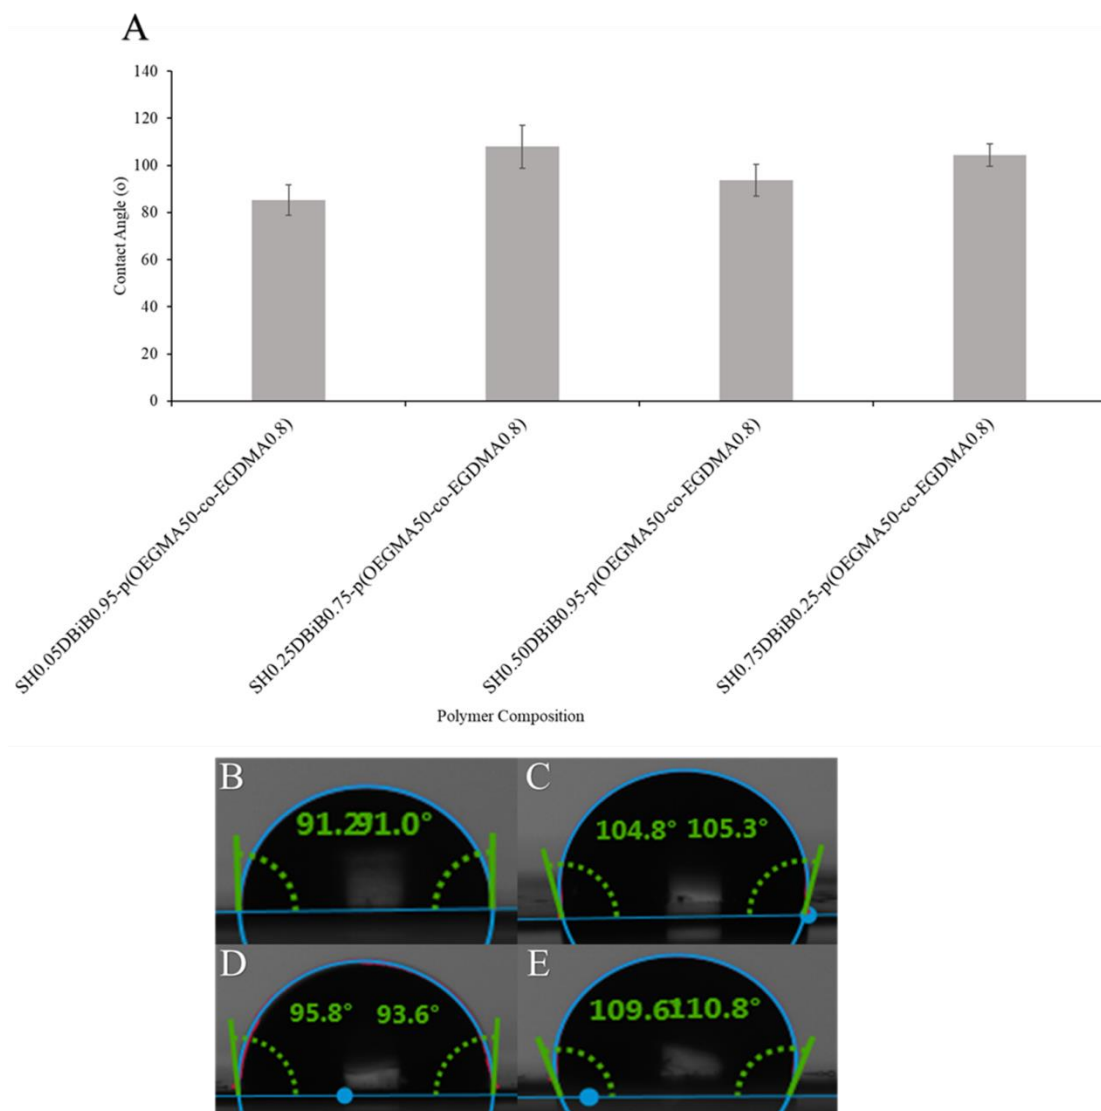 A
140
120
100
80
60
40
20
0
Contact Angle (o)
SH0.05DBiB0.95-p(OEGMA50-co-EGDMA0.8)
SH0.25DBiB0.75-p(OEGMA50-co-EGDMA0.8)
SH0.50DBiB0.95-p(OEGMA50-co-EGDMA0.8)
SH0.75DBiB0.25-p(OEGMA50-co-EGDMA0.8)
Polymer Composition
B
91.0°
C
104.8° 105.3°
D
95.8° 93.6°
E
109.6 110.8°